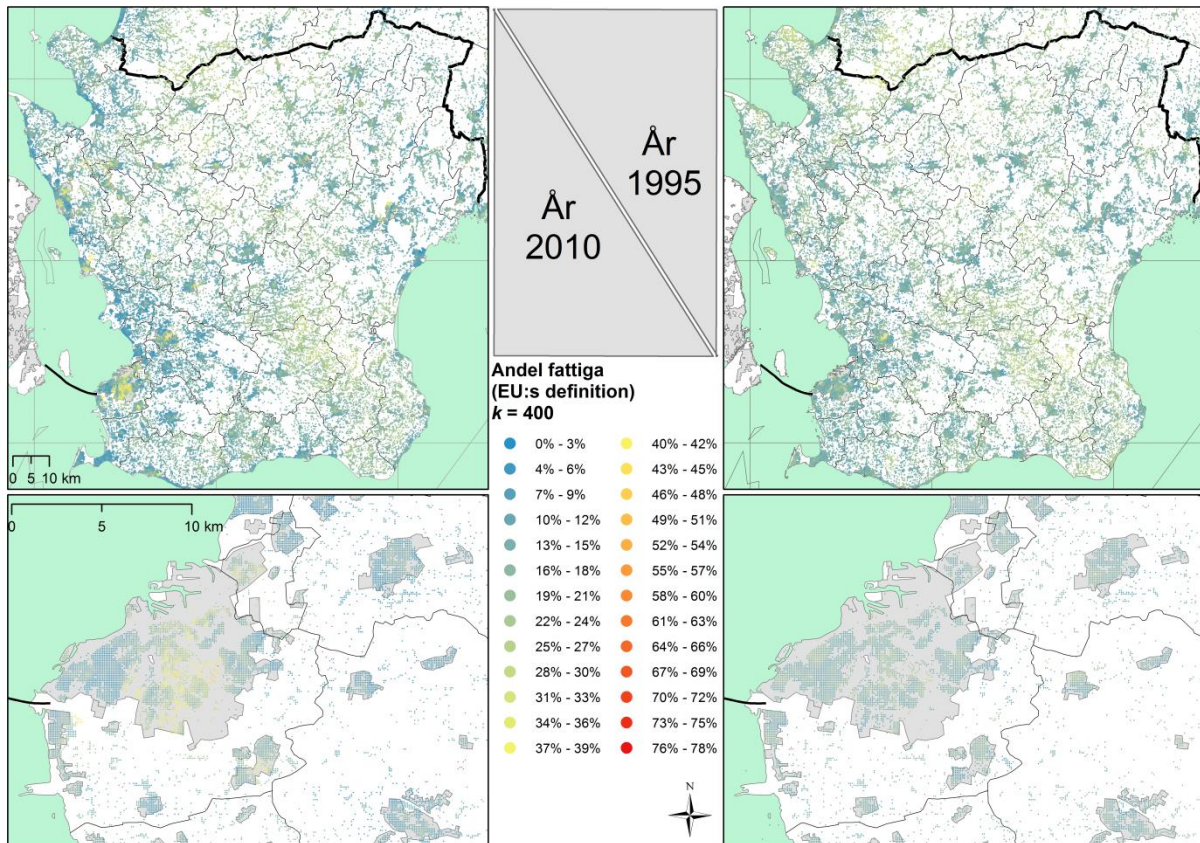 År
1995
År
2010
Andel fattiga
(EU:s definition)
k = 400
0% - 3%
4% - 6%
7% - 9%
10% - 12%
13% - 15%
16% - 18%
19% - 21%
22% - 24%
25% - 27%
28% - 30%
31% - 33%
34% - 36%
37% - 39%
40% - 42%
43% - 45%
46% - 48%
49% - 51%
52% - 54%
55% - 57%
58% - 60%
61% - 63%
64% - 66%
67% - 69%
70% - 72%
73% - 75%
76% - 78%
0 5 10 km
0 5 10 km
N